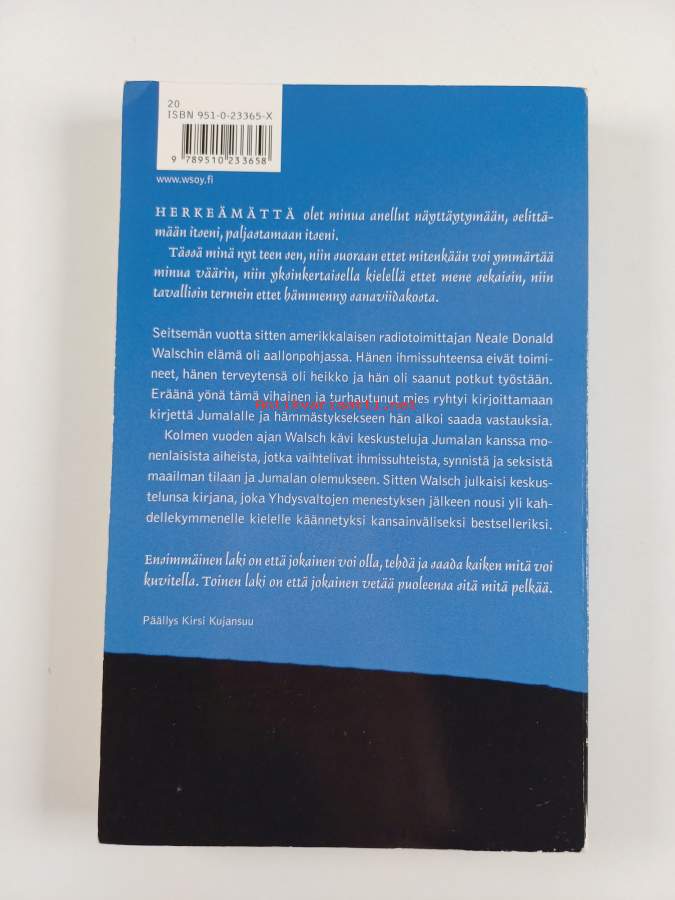 20
ISBN 951-0-23365-X
9 789510 233658
www.wsoy.fi
HERKEÄMÄTTÄ olet minua anellut näyttäytymään, selittä-
mään itseni, paljastamaan itseni.
Tässä minä nyt teen sen, niin suoraan ettet mitenkään voi ymmärtää
minua väärin, niin yksinkertaisella kielellä ettet mene sekaisin, niin
tavallisin termein ettet hämmenny sanaviidakosta.
Seitsemän vuotta sitten amerikkalaisen radiotoimittajan Neale Donald
Walschin elämä oli aallonpohjassa. Hänen ihmissuhteensa eivät toimi-
neet, hänen terveytensä oli heikko ja hän oli saanut potkut työstään.
Eräänä yönä tämä vihainen ja turhautunut mies ryhtyi kirjoittamaan
antikvariaatti.net
kirjettä Jumalalle ja hämmästyksekseen hän alkoi saada vastauksia.
Kolmen vuoden ajan Walsch kävi keskusteluja Jumalan kanssa mo-
nenlaisista aiheista, jotka vaihtelivat ihmissuhteista, synnistä ja seksistä
maailman tilaan ja Jumalan olemukseen. Sitten Walsch julkaisi keskus-
telunsa kirjana, joka Yhdysvaltojen menestyksen jälkeen nousi yli kah-
dellekymmenelle kielelle käännetyksi kansainväliseksi bestselleriksi.
Ensimmäinen laki on että jokainen voi olla, tehdä ja saada kaiken mitä voi
kuvitella. Toinen laki on että jokainen vetää puoleensa sitä mitä pelkää.
Päällys Kirsi Kujansuu